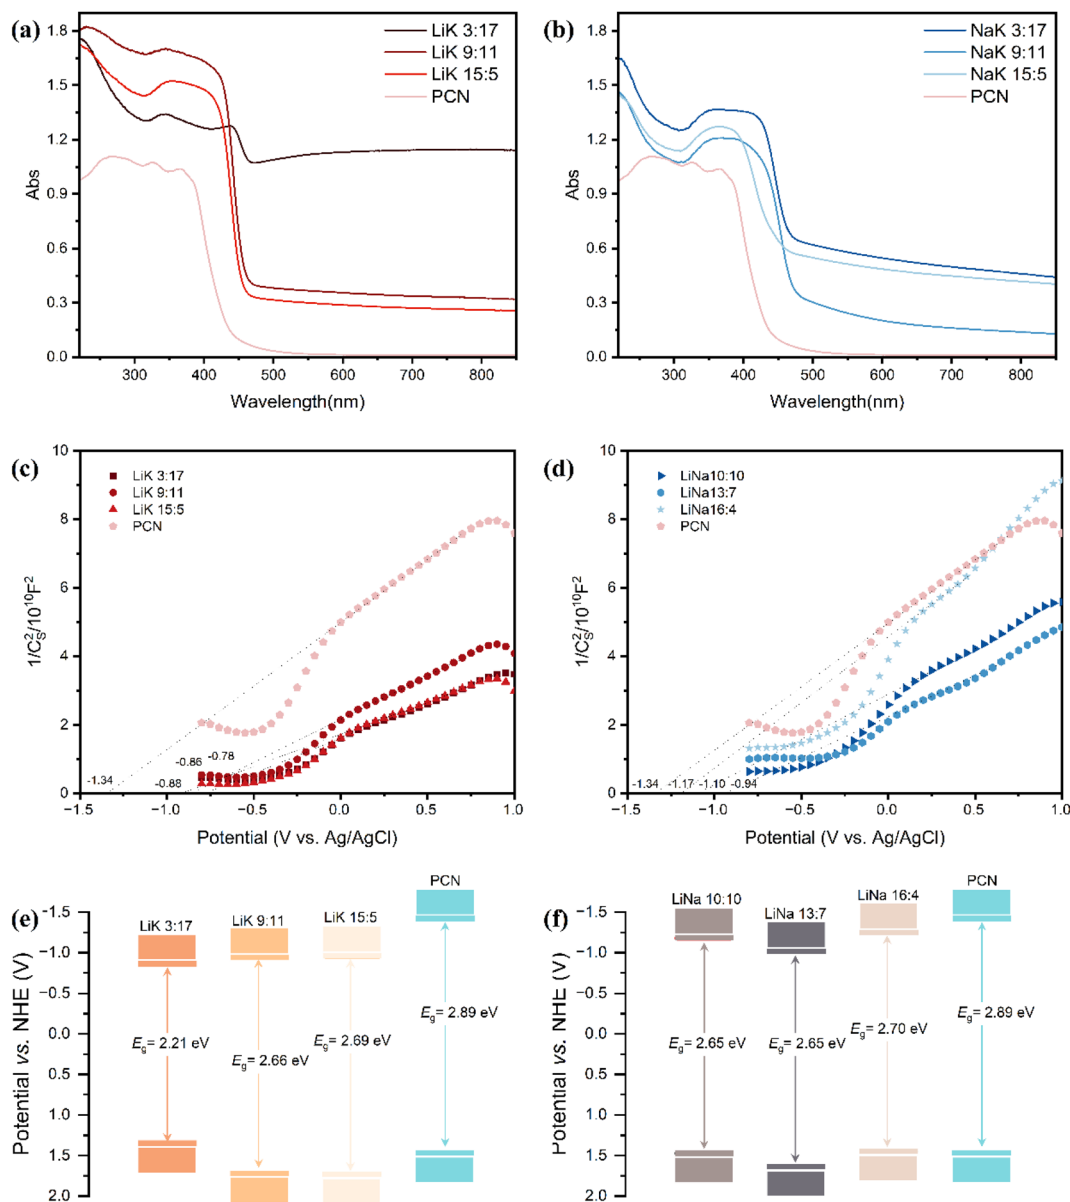 (a)
LiK 3:17
LiK 9:11
LiK 15:5
PCN
Abs
1.8
1.5
1.2
0.9
0.6
0.3
0.0
300
400
500
600
700
800
Wavelength(nm)
(b)
NaK 3:17
NaK 9:11
NaK 15:5
PCN
Abs
1.8
1.5
1.2
0.9
0.6
0.3
0.0
300
400
500
600
700
800
Wavelength(nm)
(c)
LiK 3:17
LiK 9:11
LiK 15:5
PCN
1/C_S^2/10^10F^2
10
8
6
4
2
0
-1.34
-0.88
-0.86
-0.78
−1.5
−1.0
−0.5
0.0
0.5
1.0
Potential (V vs. Ag/AgCl)
(d)
LiNa10:10
LiNa13:7
LiNa16:4
PCN
1/C_S^2/10^10F^2
10
8
6
4
2
0
-1.34
-1.17
-1.10
-0.94
−1.5
−1.0
−0.5
0.0
0.5
1.0
Potential (V vs. Ag/AgCl)
(e)
Potential vs. NHE (V)
−1.5
−1.0
−0.5
0.0
0.5
1.0
1.5
2.0
LiK 3:17
LiK 9:11
LiK 15:5
PCN
Eg= 2.21 eV
Eg= 2.66 eV
Eg= 2.69 eV
Eg= 2.89 eV
(f)
Potential vs. NHE (V)
−1.5
−1.0
−0.5
0.0
0.5
1.0
1.5
2.0
LiNa 10:10
LiNa 13:7
LiNa 16:4
PCN
Eg= 2.65 eV
Eg= 2.65 eV
Eg= 2.70 eV
Eg= 2.89 eV